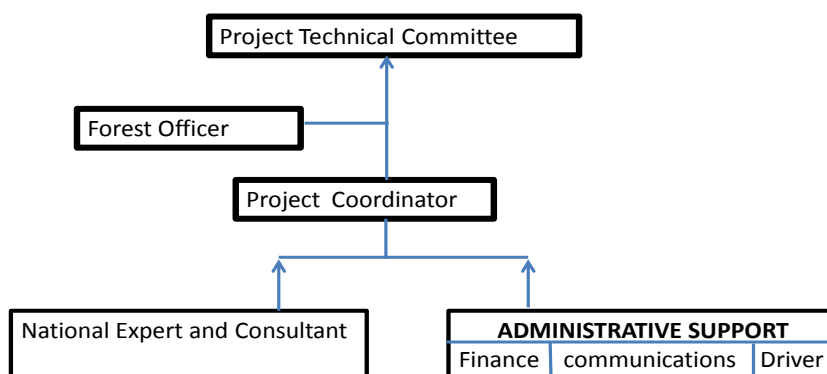 Project Technical Committee
Forest Officer
Project Coordinator
National Expert and Consultant
ADMINISTRATIVE SUPPORT
Finance communications Driver